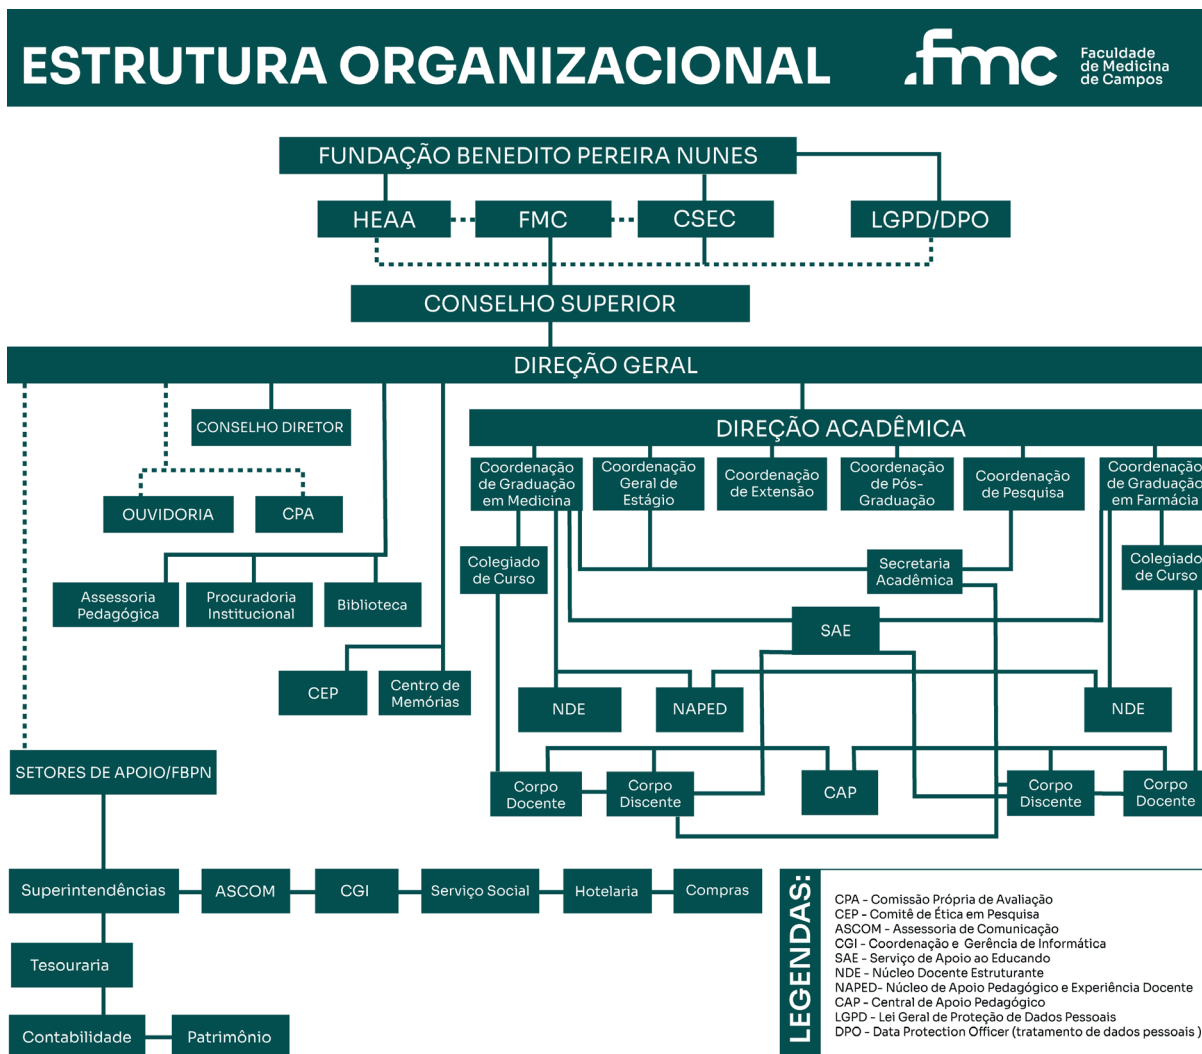 ESTRUTURA ORGANIZACIONAL
.fmc
Faculdade
de Medicina
de Campos
FUNDAÇÃO BENEDITO PEREIRA NUNES
HEAA
FMC
CSEC
LGPD/DPO
CONSELHO SUPERIOR
DIREÇÃO GERAL
CONSELHO DIRETOR
DIREÇÃO ACADÊMICA
Coordenação
de Graduação
em Medicina
Coordenação
Geral de
Estágio
Coordenação
de Extensão
Coordenação
de Pós-
Graduação
Coordenação
de Pesquisa
Coordenação
de Graduação
em Farmácia
OUVIDORIA
CPA
Colegiado
de Curso
Secretaria
Acadêmica
Colegiado
de Curso
Assessoria
Pedagógica
Procuradoria
Institucional
Biblioteca
SAE
CEP
Centro de
Memórias
NDE
NAPED
NDE
SETORES DE APOIO/FBPN
Corpo
Docente
Corpo
Discente
CAP
Corpo
Discente
Corpo
Docente
Superintendências
ASCOM
CGI
Serviço Social
Hotelaria
Compras
Tesouraria
Contabilidade
Patrimônio
LEGENDAS:
CPA - Comissão Própria de Avaliação
CEP - Comitê de Ética em Pesquisa
ASCOM - Assessoria de Comunicação
CGI - Coordenação e Gerência de Informática
SAE - Serviço de Apoio ao Educando
NDE - Núcleo Docente Estruturante
NAPED- Núcleo de Apoio Pedagógico e Experiência Docente
CAP - Central de Apoio Pedagógico
LGPD - Lei Geral de Proteção de Dados Pessoais
DPO - Data Protection Officer (tratamento de dados pessoais )